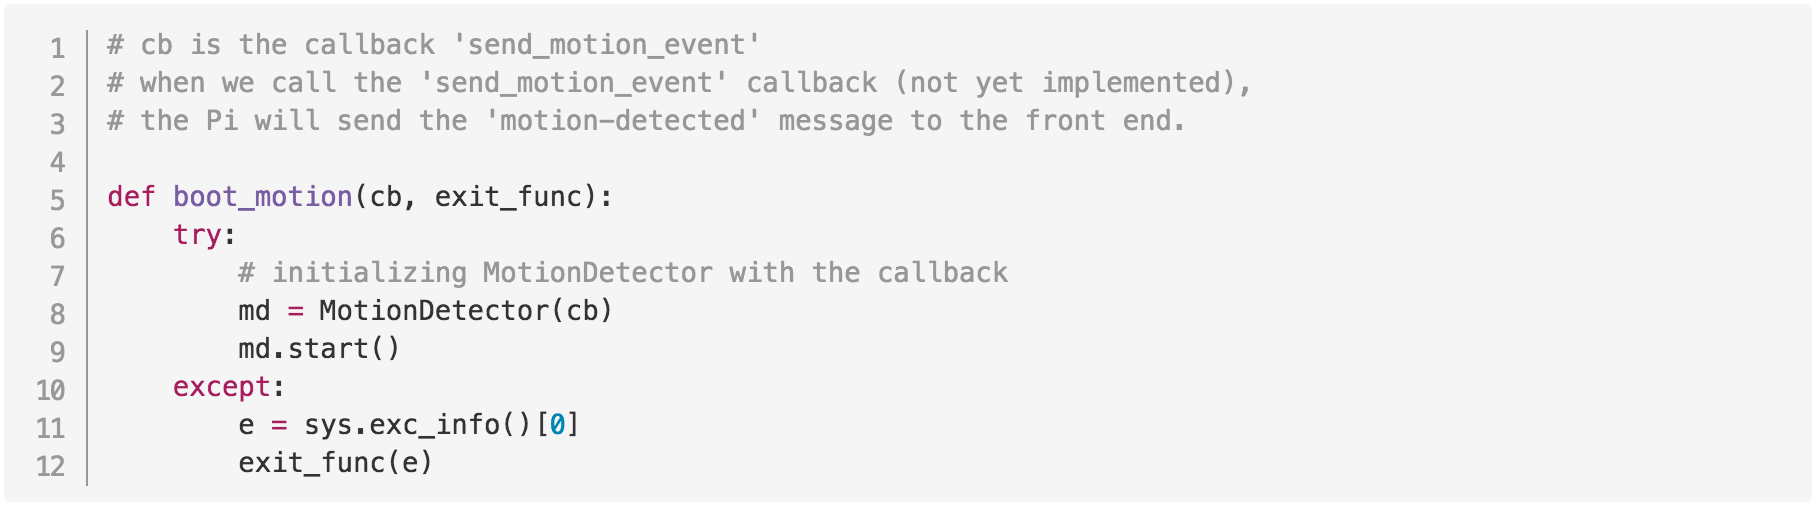 1 # cb is the callback 'send_motion_event'
2 # when we call the 'send_motion_event' callback (not yet implemented),
3 # the Pi will send the 'motion-detected' message to the front end.
4
5 def boot_motion(cb, exit_func):
6     try:
7         # initializing MotionDetector with the callback
8         md = MotionDetector(cb)
9         md.start()
10     except:
11         e = sys.exc_info()[0]
12         exit_func(e)